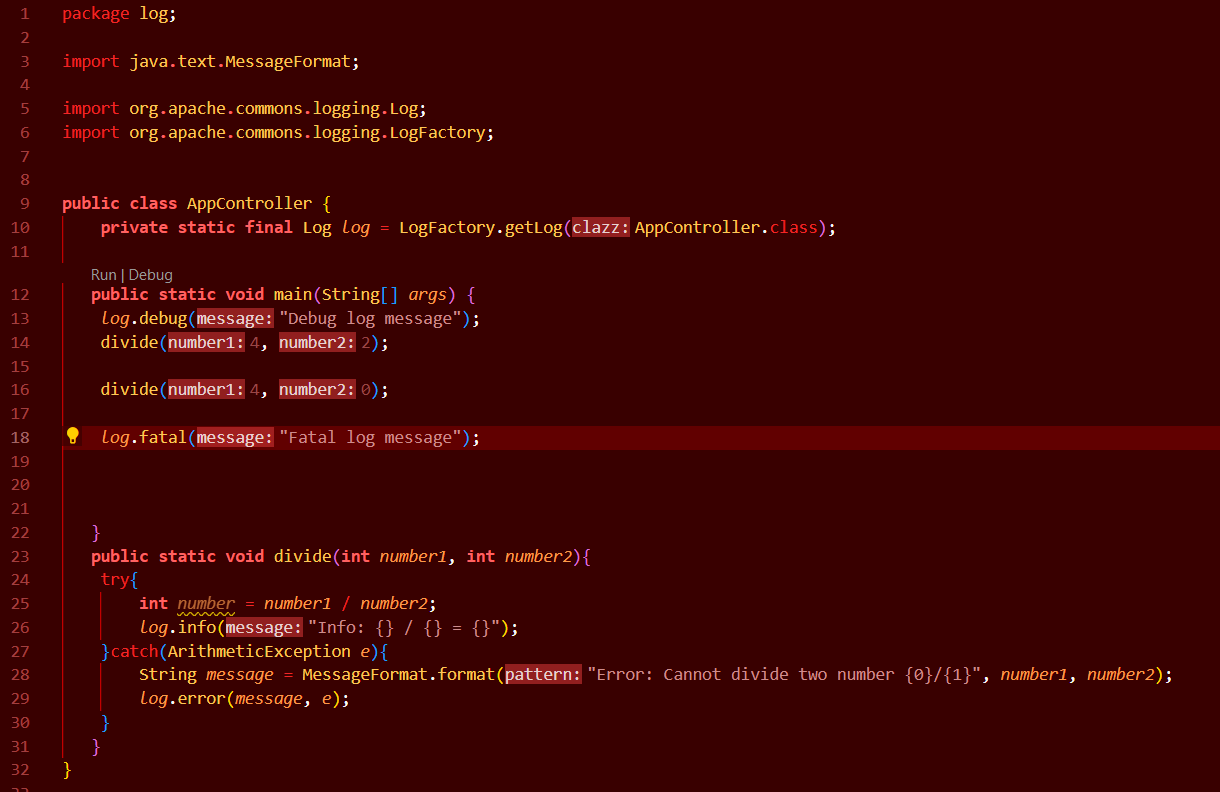 1 package log;
2
3 import java.text.MessageFormat;
4
5 import org.apache.commons.logging.Log;
6 import org.apache.commons.logging.LogFactory;
7
8
9 public class AppController {
10     private static final Log log = LogFactory.getLog(clazz: AppController.class);
11
Run | Debug
12    public static void main(String[] args) {
13     log.debug(message: "Debug log message");
14     divide(number1: 4, number2: 2);
15
16     divide(number1: 4, number2: 0);
17
18     log.fatal(message: "Fatal log message");
19
20
21
22    }
23    public static void divide(int number1, int number2){
24     try{
25         int number = number1 / number2;
26         log.info(message: "Info: {} / {} = {}");
27     }catch(ArithmeticException e){
28         String message = MessageFormat.format(pattern: "Error: Cannot divide two number {0}/{1}", number1, number2);
29         log.error(message, e);
30     }
31    }
32 }